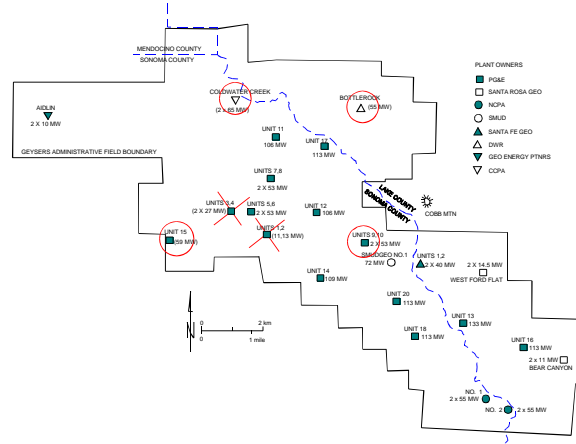 MENDOCINO COUNTY
SONOMA COUNTY
PLANT OWNERS
PG&E
SANTA ROSA GEO
NCPA
SMUD
SANTA FE GEO
DWR
GEO ENERGY PTNRS
CCPA
COLDWATER CREEK
(2 x 65 MW)
BOTTLEROCK
(55 MW)
AIDLIN
2 X 10 MW
UNIT 11
106 MW
UNIT 17
113 MW
GEYSERS ADMINISTRATIVE FIELD BOUNDARY
UNITS 7,8
2 X 53 MW
LAKE COUNTY
SONOMA COUNTY
COBB MTN
UNITS 3,4
(2 X 27 MW)
UNITS 5,6
2 X 53 MW
UNIT 12
106 MW
UNITS 1,2
(11,13 MW)
UNIT 15
(59 MW)
UNITS 9,10
2 X 53 MW
SMUDGEO NO.1
72 MW
UNITS 1,2
2 X 40 MW
2 X 14,5 MW
WEST FORD FLAT
UNIT 14
109 MW
UNIT 20
113 MW
UNIT 13
133 MW
UNIT 18
113 MW
UNIT 16
113 MW
2 x 11 MW
BEAR CANYON
N
0 2 km
0 1 mile
NO. 1
2 x 55 MW
NO. 2
2 x 55 MW